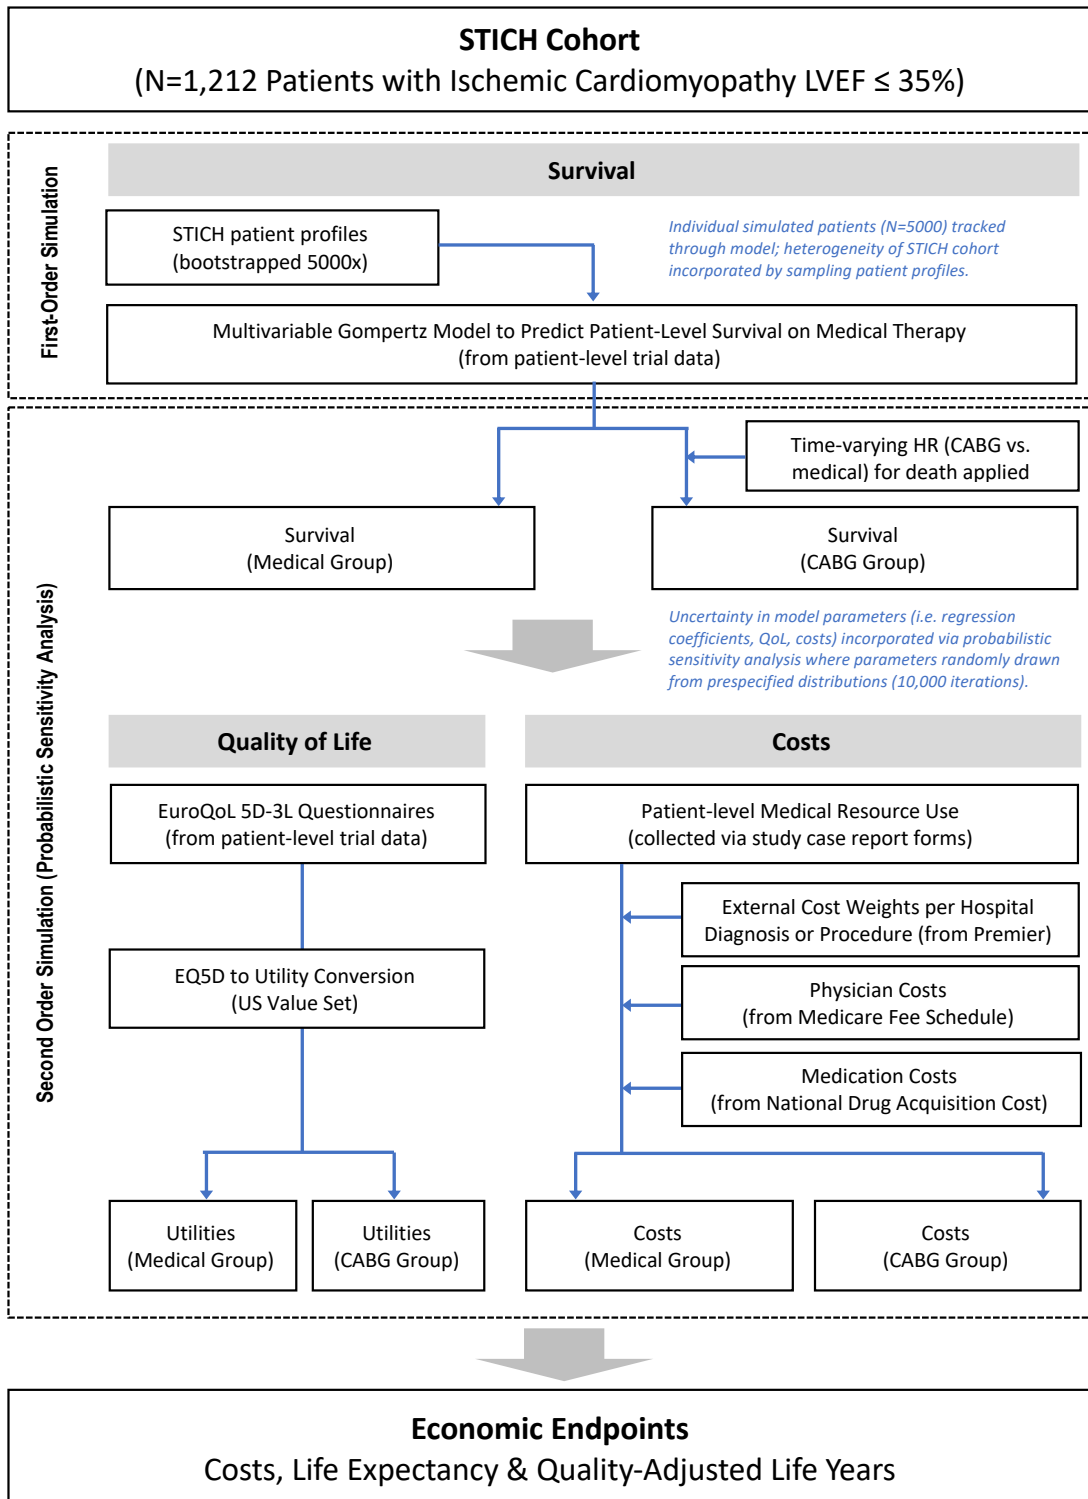 STICH Cohort
(N=1,212 Patients with Ischemic Cardiomyopathy LVEF ≤ 35%)
First-Order Simulation
Survival
STICH patient profiles
(bootstrapped 5000x)
Individual simulated patients (N=5000) tracked
through model; heterogeneity of STICH cohort
incorporated by sampling patient profiles.
Multivariable Gompertz Model to Predict Patient-Level Survival on Medical Therapy
(from patient-level trial data)
Second Order Simulation (Probabilistic Sensitivity Analysis)
Time-varying HR (CABG vs.
medical) for death applied
Survival
(Medical Group)
Survival
(CABG Group)
Uncertainty in model parameters (i.e. regression
coefficients, QoL, costs) incorporated via probabilistic
sensitivity analysis where parameters randomly drawn
from prespecified distributions (10,000 iterations).
Quality of Life
EuroQoL 5D-3L Questionnaires
(from patient-level trial data)
EQ5D to Utility Conversion
(US Value Set)
Utilities
(Medical Group)
Utilities
(CABG Group)
Costs
Patient-level Medical Resource Use
(collected via study case report forms)
External Cost Weights per Hospital
Diagnosis or Procedure (from Premier)
Physician Costs
(from Medicare Fee Schedule)
Medication Costs
(from National Drug Acquisition Cost)
Costs
(Medical Group)
Costs
(CABG Group)
Economic Endpoints
Costs, Life Expectancy & Quality-Adjusted Life Years